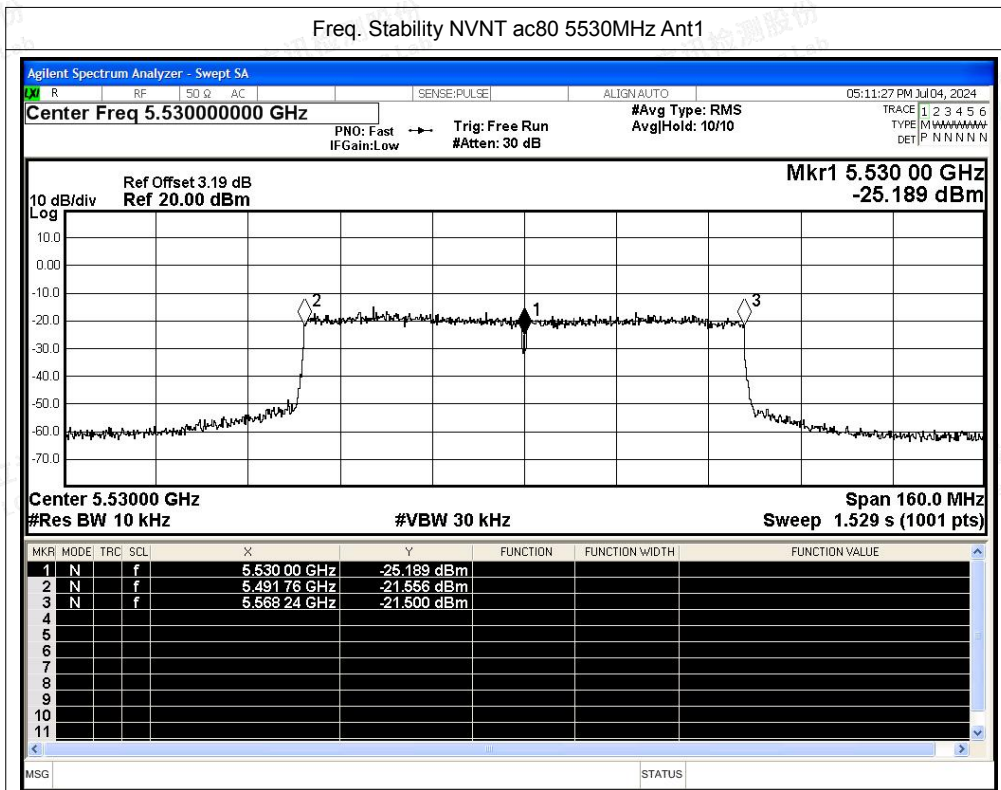 Freq. Stability NVNT ac80 5530MHz Ant1
Agilent Spectrum Analyzer - Swept SA
LXI R RF 50 Ω AC SENSE:PULSE ALIGN AUTO 05:11:27 PM Jul 04, 2024
Center Freq 5.530000000 GHz #Avg Type: RMS TRACE 1 2 3 4 5 6
PNO: Fast Trig: Free Run Avg|Hold: 10/10 TYPE M WWWWW
IFGain:Low #Atten: 30 dB DET P N N N N N
Ref Offset 3.19 dB Mkr1 5.530 00 GHz
10 dB/div Ref 20.00 dBm -25.189 dBm
Log
10.0
0.00
-10.0
2 1 3
-20.0
-30.0
-40.0
-50.0
-60.0
-70.0
Center 5.53000 GHz Span 160.0 MHz
#Res BW 10 kHz #VBW 30 kHz Sweep 1.529 s (1001 pts)
MKR MODE TRC SCL X Y FUNCTION FUNCTION WIDTH FUNCTION VALUE
1 N f 5.530 00 GHz -25.189 dBm
2 N f 5.491 76 GHz -21.556 dBm
3 N f 5.568 24 GHz -21.500 dBm
4
5
6
7
8
9
10
11
MSG STATUS